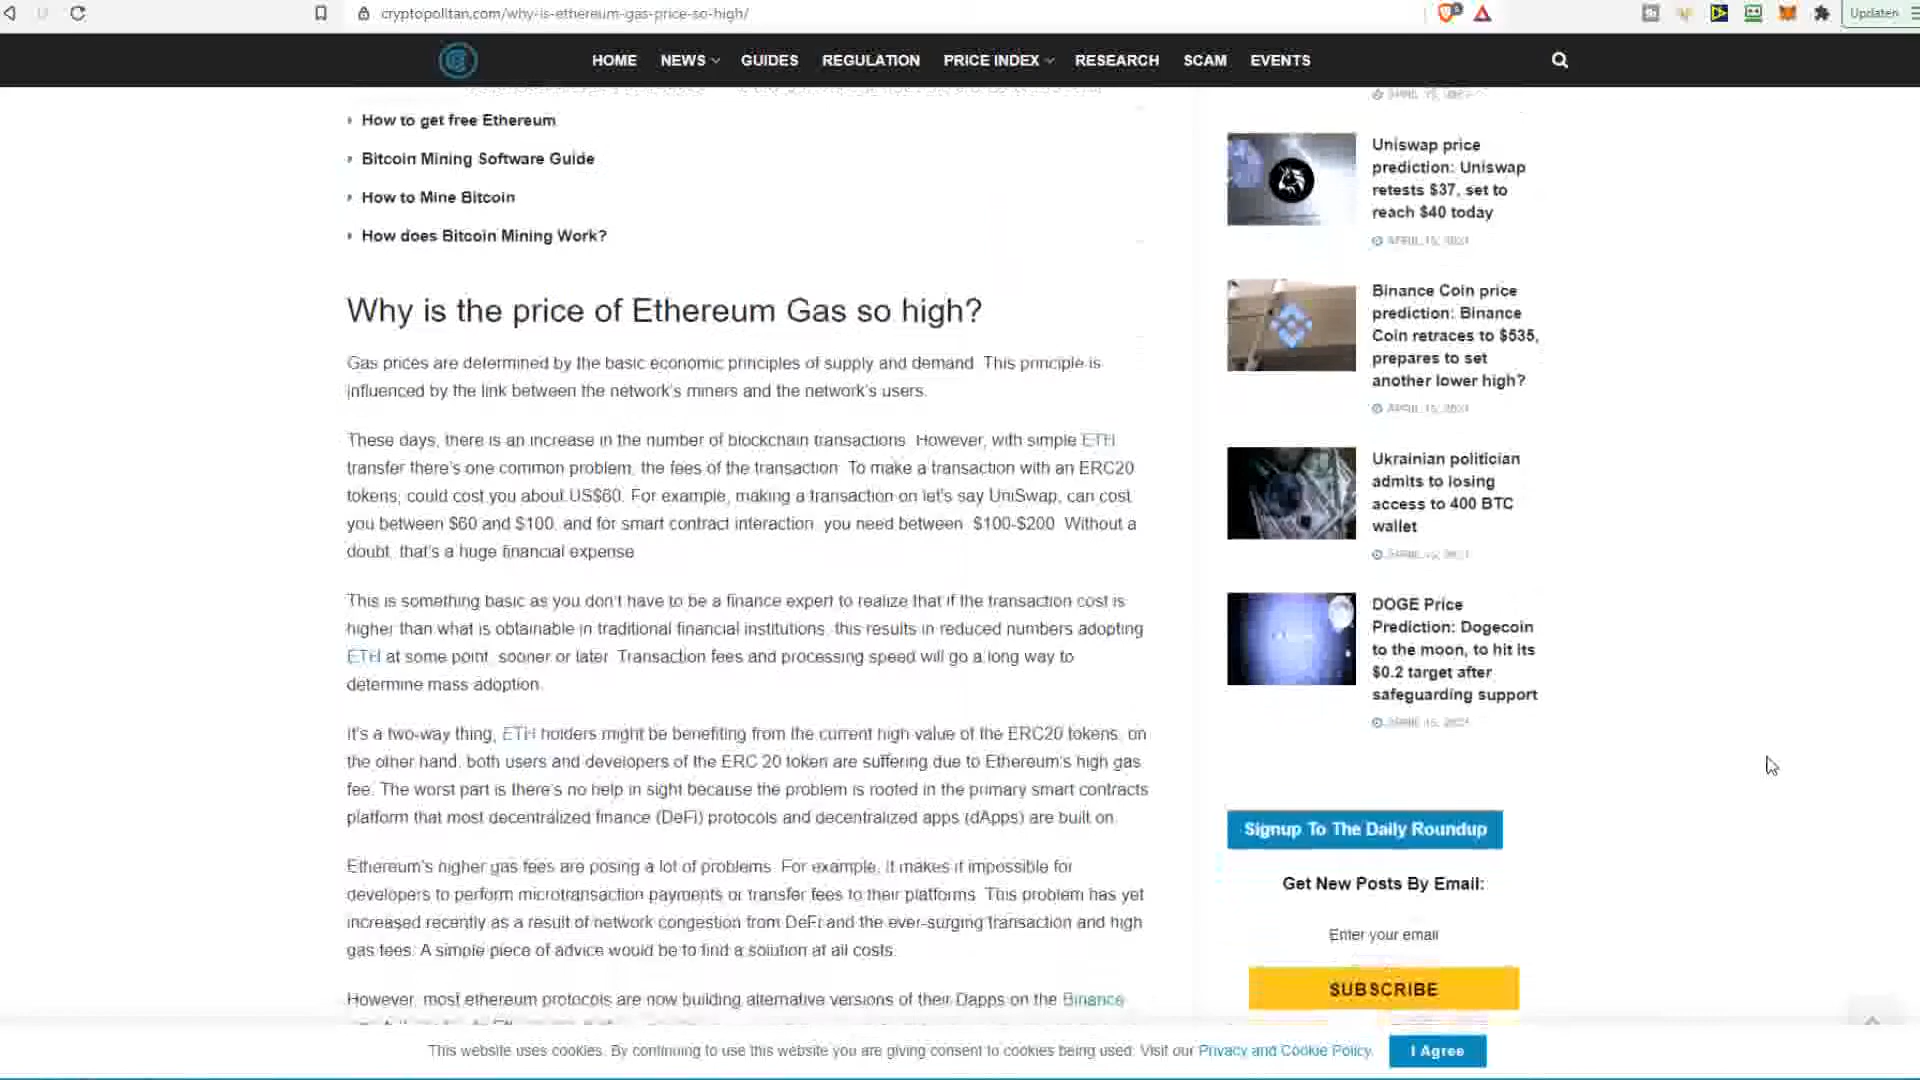 cryptopolitan.com/why-is-ethereum-gas-price-so-high/
Updaten
HOME NEWS GUIDES REGULATION PRICE INDEX RESEARCH SCAM EVENTS
How to get free Ethereum
Bitcoin Mining Software Guide
How to Mine Bitcoin
How does Bitcoin Mining Work?
Why is the price of Ethereum Gas so high?
Gas prices are determined by the basic economic principles of supply and demand. This principle is
influenced by the link between the network's miners and the network's users.
These days, there is an increase in the number of blockchain transactions. However, with simple ETH
transfer there's one common problem, the fees of the transaction. To make a transaction with an ERC20
tokens, could cost you about US$60. For example, making a transaction on let's say UniSwap, can cost
you between $60 and $100, and for smart contract interaction, you need between $100-$200. Without a
doubt, that's a huge financial expense
This is something basic as you don't have to be a finance expert to realize that if the transaction cost is
higher than what is obtainable in traditional financial institutions, this results in reduced numbers adopting
ETH at some point, sooner or later. Transaction fees and processing speed will go a long way to
determine mass adoption.
It's a two-way thing, ETH holders might be benefiting from the current high value of the ERC20 tokens, on
the other hand, both users and developers of the ERC 20 token are suffering due to Ethereum's high gas
fee. The worst part is there's no help in sight because the problem is rooted in the primary smart contracts
platform that most decentralized finance (DeFi) protocols and decentralized apps (dApps) are built on.
Ethereum's higher gas fees are posing a lot of problems. For example, it makes it impossible for
developers to perform microtransaction payments or transfer fees to their platforms. This problem has yet
increased recently as a result of network congestion from DeFi and the ever-surging transaction and high
gas fees. A simple piece of advice would be to find a solution at all costs.
However, most ethereum protocols are now building alternative versions of their Dapps on the Binance
Uniswap price
prediction: Uniswap
retests $37, set to
reach $40 today
APRIL 15, 2021
Binance Coin price
prediction: Binance
Coin retraces to $535,
prepares to set
another lower high?
APRIL 15, 2021
Ukrainian politician
admits to losing
access to 400 BTC
wallet
APRIL 15, 2021
DOGE Price
Prediction: Dogecoin
to the moon, to hit its
$0.2 target after
safeguarding support
APRIL 15, 2021
Signup To The Daily Roundup
Get New Posts By Email:
Enter your email
SUBSCRIBE
This website uses cookies. By continuing to use this website you are giving consent to cookies being used. Visit our Privacy and Cookie Policy.
I Agree